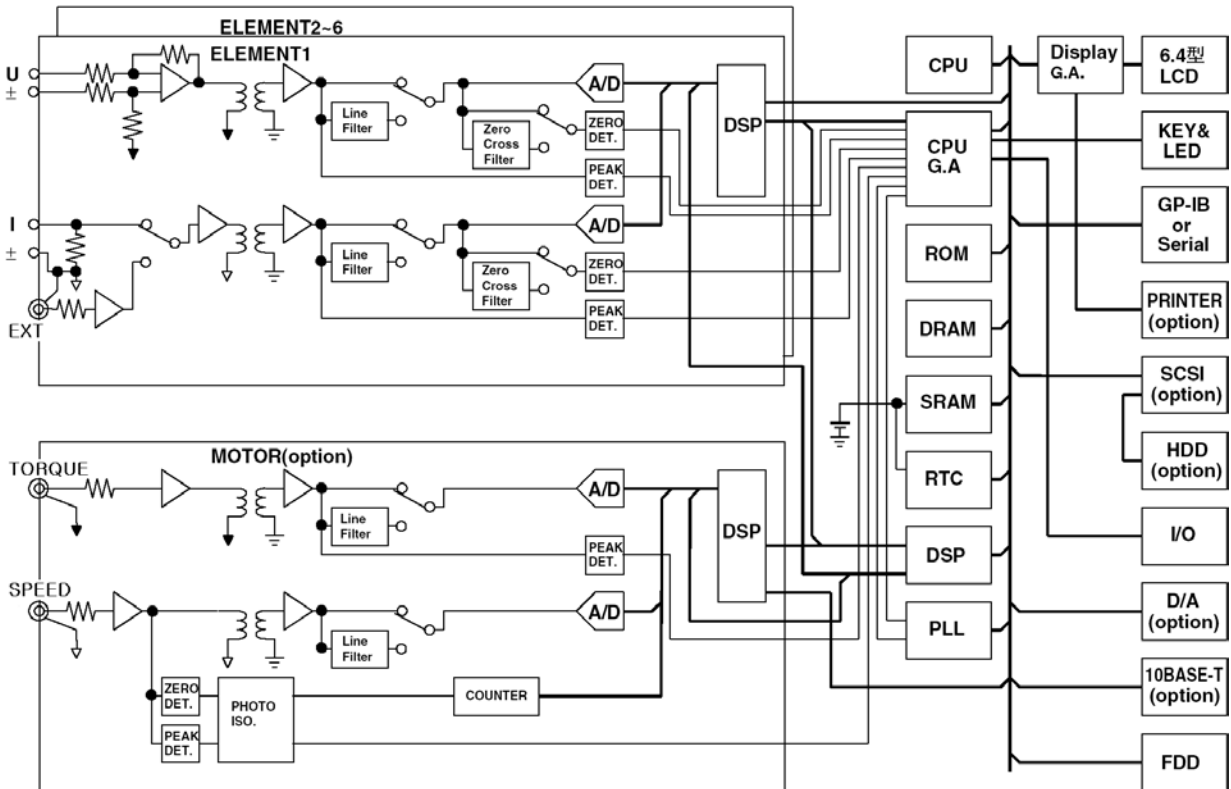 ELEMENT2~6
ELEMENT1
U
±
Line
Filter
Zero
Cross
Filter
A/D
ZERO
DET.
PEAK
DET.
DSP
I
±
EXT
Line
Filter
Zero
Cross
Filter
A/D
ZERO
DET.
PEAK
DET.
MOTOR(option)
TORQUE
Line
Filter
A/D
PEAK
DET.
DSP
SPEED
Line
Filter
A/D
ZERO
DET.
PEAK
DET.
PHOTO
ISO.
COUNTER
CPU
CPU
G.A
ROM
DRAM
SRAM
RTC
DSP
PLL
Display
G.A.
6.4型
LCD
KEY&
LED
GP-IB
or
Serial
PRINTER
(option)
SCSI
(option)
HDD
(option)
I/O
D/A
(option)
10BASE-T
(option)
FDD